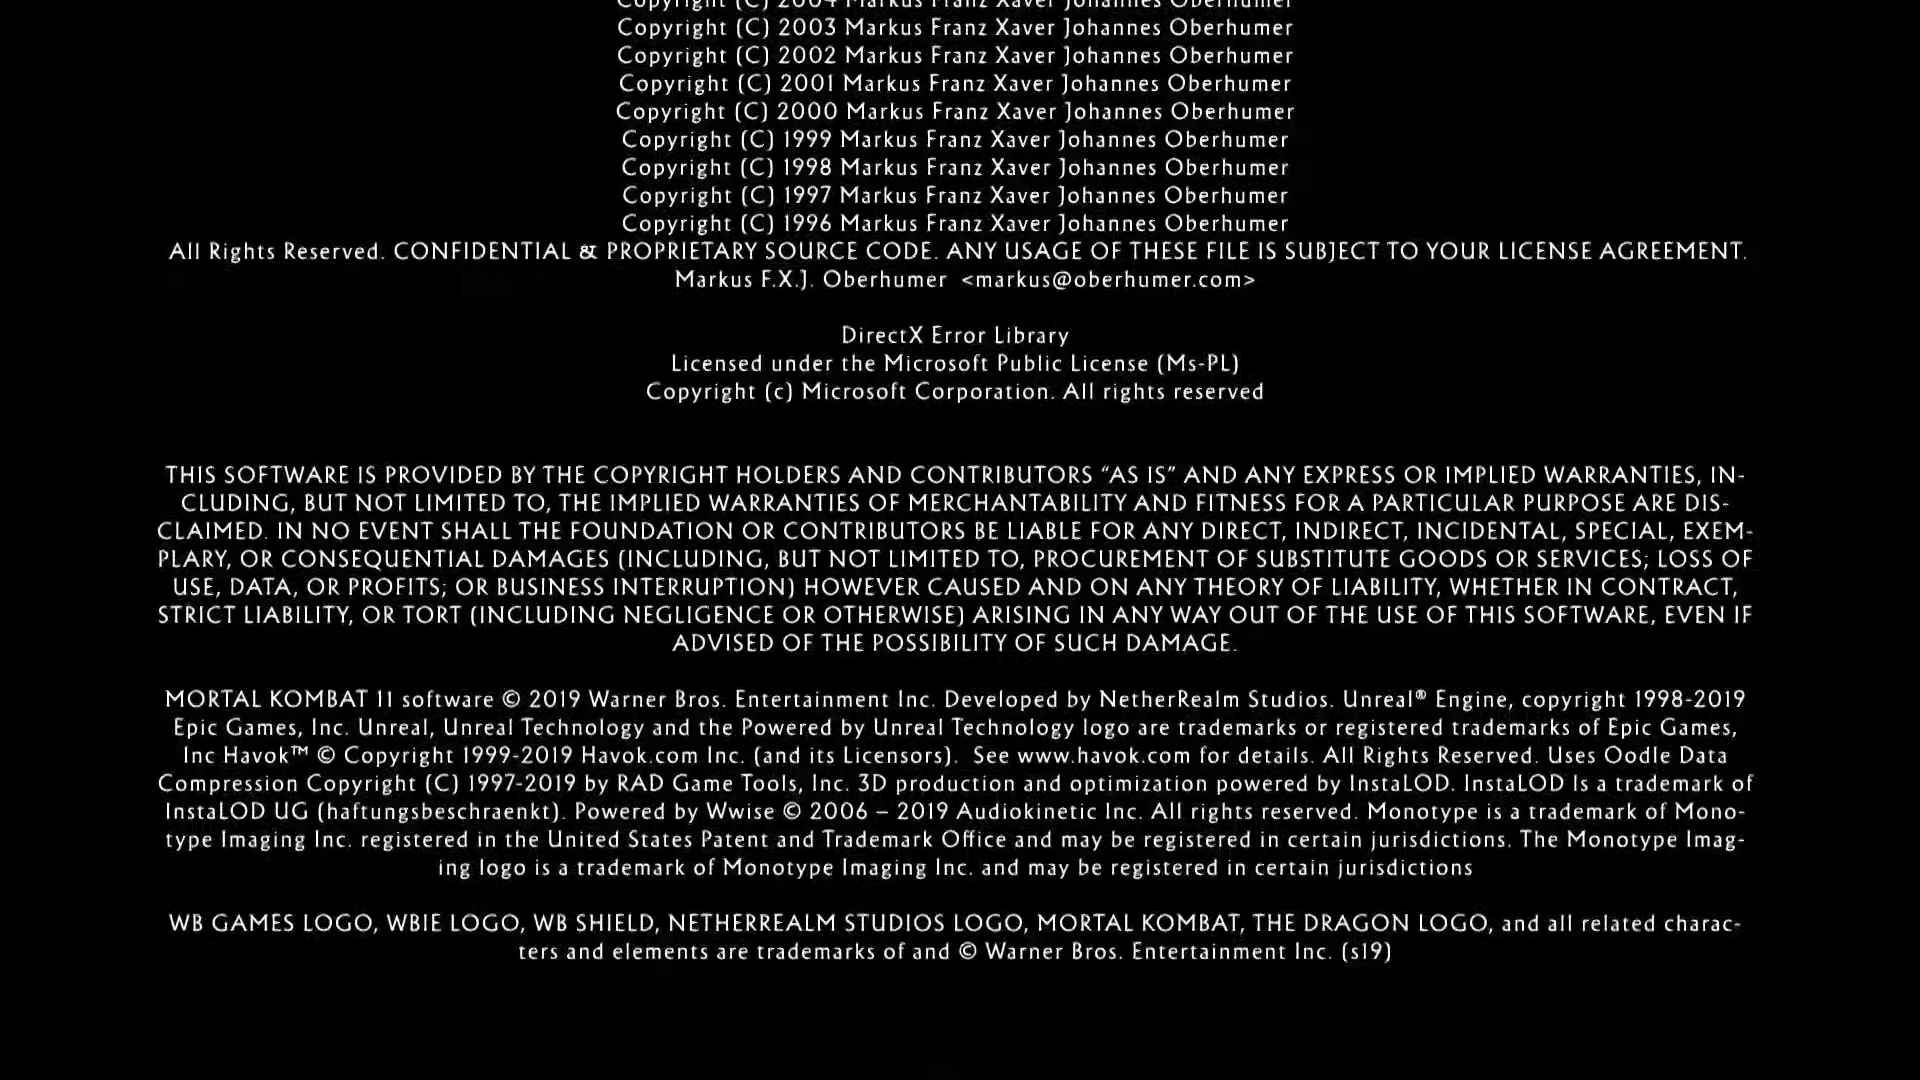 Copyright (C) 2004 Markus Franz Xaver Johannes Oberhumer
Copyright (C) 2003 Markus Franz Xaver Johannes Oberhumer
Copyright (C) 2002 Markus Franz Xaver Johannes Oberhumer
Copyright (C) 2001 Markus Franz Xaver Johannes Oberhumer
Copyright (C) 2000 Markus Franz Xaver Johannes Oberhumer
Copyright (C) 1999 Markus Franz Xaver Johannes Oberhumer
Copyright (C) 1998 Markus Franz Xaver Johannes Oberhumer
Copyright (C) 1997 Markus Franz Xaver Johannes Oberhumer
Copyright (C) 1996 Markus Franz Xaver Johannes Oberhumer
All Rights Reserved. CONFIDENTIAL & PROPRIETARY SOURCE CODE. ANY USAGE OF THESE FILE IS SUBJECT TO YOUR LICENSE AGREEMENT.
Markus F.X.J. Oberhumer <markus@oberhumer.com>
DirectX Error Library
Licensed under the Microsoft Public License (Ms-PL)
Copyright (c) Microsoft Corporation. All rights reserved
THIS SOFTWARE IS PROVIDED BY THE COPYRIGHT HOLDERS AND CONTRIBUTORS “AS IS” AND ANY EXPRESS OR IMPLIED WARRANTIES, IN-
CLUDING, BUT NOT LIMITED TO, THE IMPLIED WARRANTIES OF MERCHANTABILITY AND FITNESS FOR A PARTICULAR PURPOSE ARE DIS-
CLAIMED. IN NO EVENT SHALL THE FOUNDATION OR CONTRIBUTORS BE LIABLE FOR ANY DIRECT, INDIRECT, INCIDENTAL, SPECIAL, EXEM-
PLARY, OR CONSEQUENTIAL DAMAGES (INCLUDING, BUT NOT LIMITED TO, PROCUREMENT OF SUBSTITUTE GOODS OR SERVICES; LOSS OF
USE, DATA, OR PROFITS; OR BUSINESS INTERRUPTION) HOWEVER CAUSED AND ON ANY THEORY OF LIABILITY, WHETHER IN CONTRACT,
STRICT LIABILITY, OR TORT (INCLUDING NEGLIGENCE OR OTHERWISE) ARISING IN ANY WAY OUT OF THE USE OF THIS SOFTWARE, EVEN IF
ADVISED OF THE POSSIBILITY OF SUCH DAMAGE.
MORTAL KOMBAT 11 software © 2019 Warner Bros. Entertainment Inc. Developed by NetherRealm Studios. Unreal® Engine, copyright 1998-2019
Epic Games, Inc. Unreal, Unreal Technology and the Powered by Unreal Technology logo are trademarks or registered trademarks of Epic Games,
Inc Havok™ © Copyright 1999-2019 Havok.com Inc. (and its Licensors). See www.havok.com for details. All Rights Reserved. Uses Oodle Data
Compression Copyright (C) 1997-2019 by RAD Game Tools, Inc. 3D production and optimization powered by InstaLOD. InstaLOD Is a trademark of
InstaLOD UG (haftungsbeschraenkt). Powered by Wwise © 2006 – 2019 Audiokinetic Inc. All rights reserved. Monotype is a trademark of Mono-
type Imaging Inc. registered in the United States Patent and Trademark Office and may be registered in certain jurisdictions. The Monotype Imag-
ing logo is a trademark of Monotype Imaging Inc. and may be registered in certain jurisdictions
WB GAMES LOGO, WBIE LOGO, WB SHIELD, NETHERREALM STUDIOS LOGO, MORTAL KOMBAT, THE DRAGON LOGO, and all related charac-
ters and elements are trademarks of and © Warner Bros. Entertainment Inc. (s19)